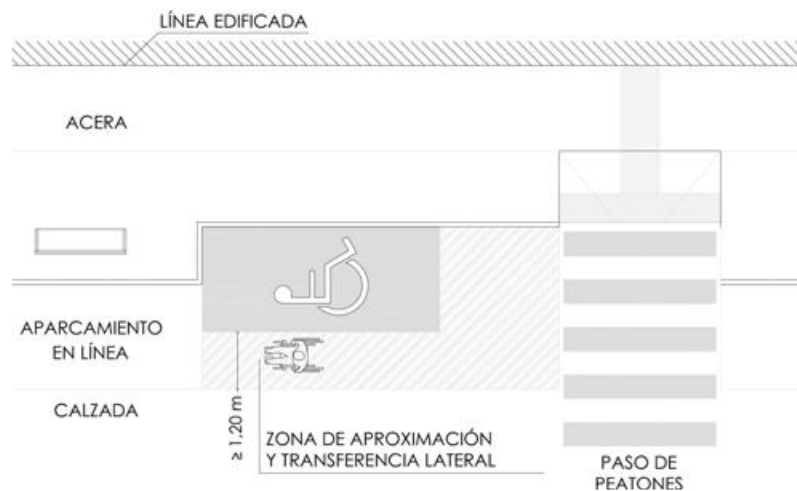 LÍNEA EDIFICADA
ACERA
APARCAMIENTO
EN LÍNEA
CALZADA
≥ 1,20 m
ZONA DE APROXIMACIÓN
Y TRANSFERENCIA LATERAL
PASO DE
PEATONES